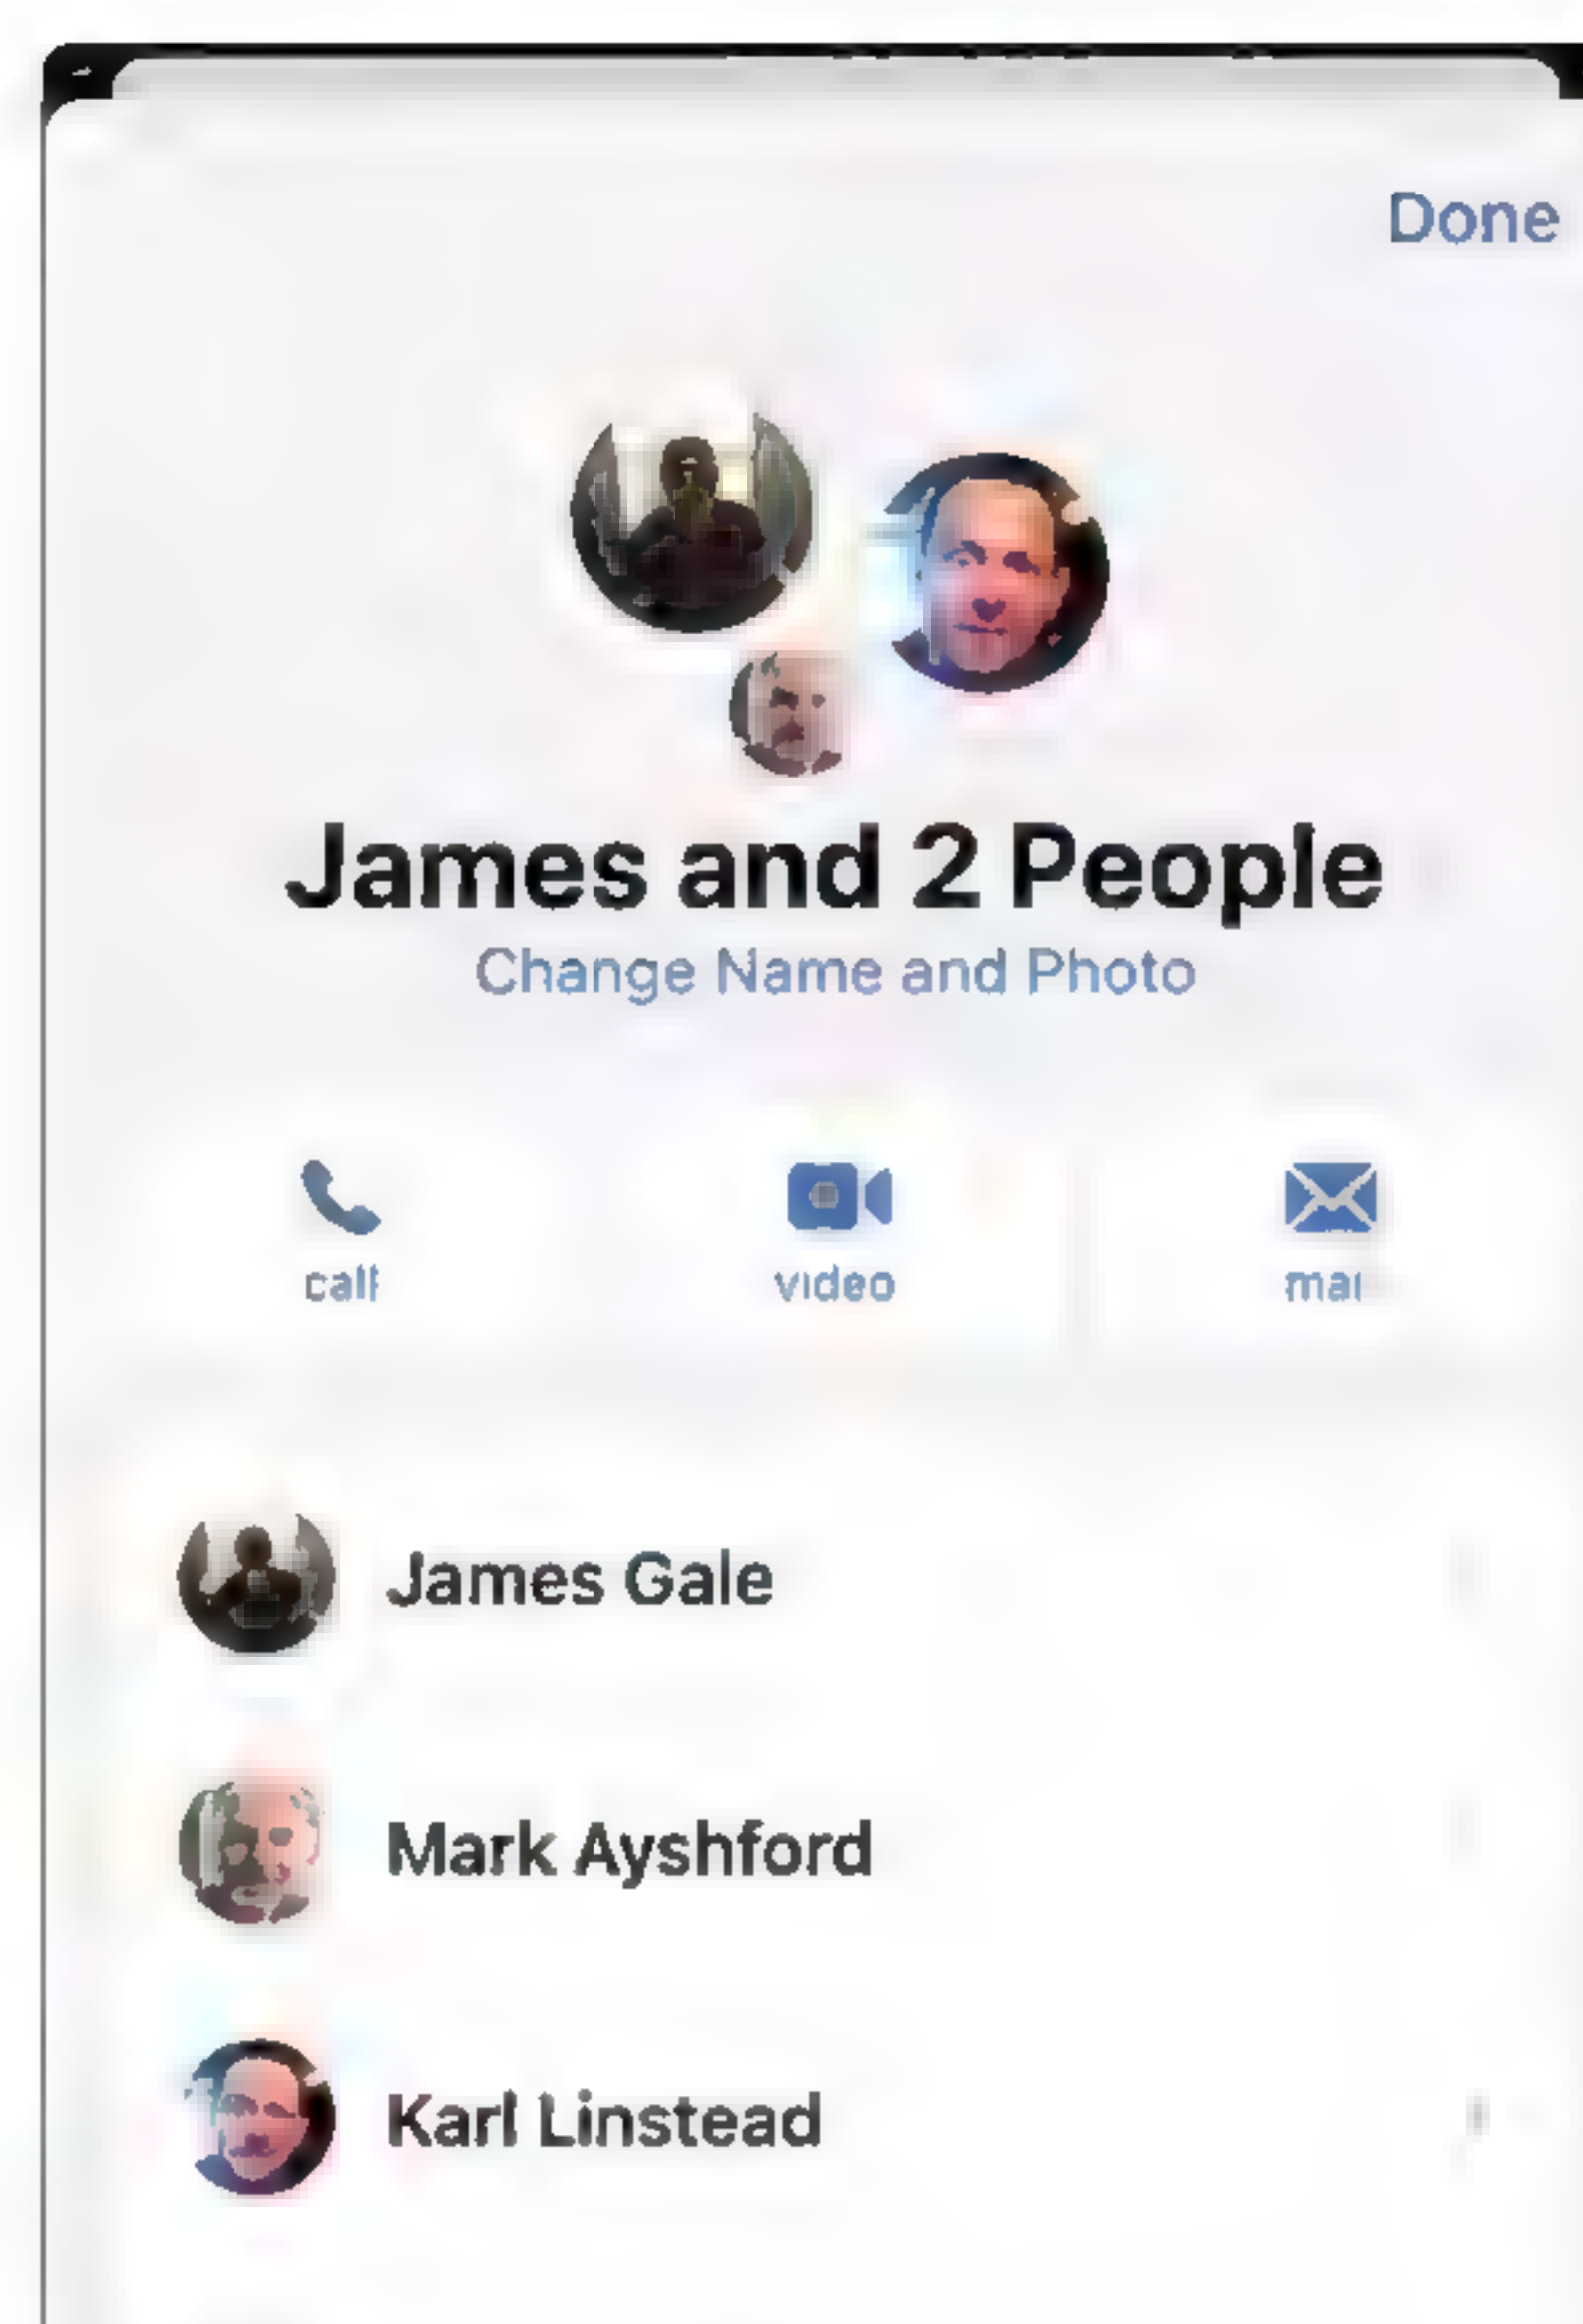 Done
James and 2 People
Change Name and Photo
call video
James Gale
Mark Ayshford
Karl Linstead